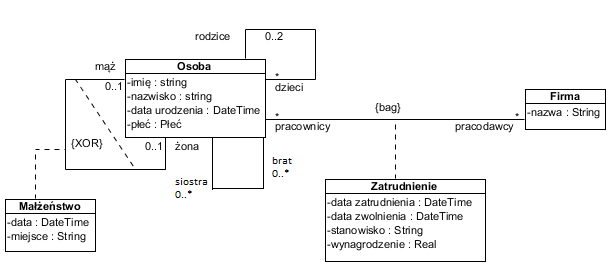 rodzice
0..2
mąż
0..1
Osoba
-imię : string
-nazwisko : string
-data urodzenia : DateTime
-płeć : Płeć
*
dzieci
{XOR}
0..1
żona
*
pracownicy
{bag}
*
pracodawcy
Firma
-nazwa : String
siostra
0..*
brat
0..*
Małżeństwo
-data : DateTime
-miejsce : String
Zatrudnienie
-data zatrudnienia : DateTime
-data zwolnienia : DateTime
-stanowisko : String
-wynagrodzenie : Real